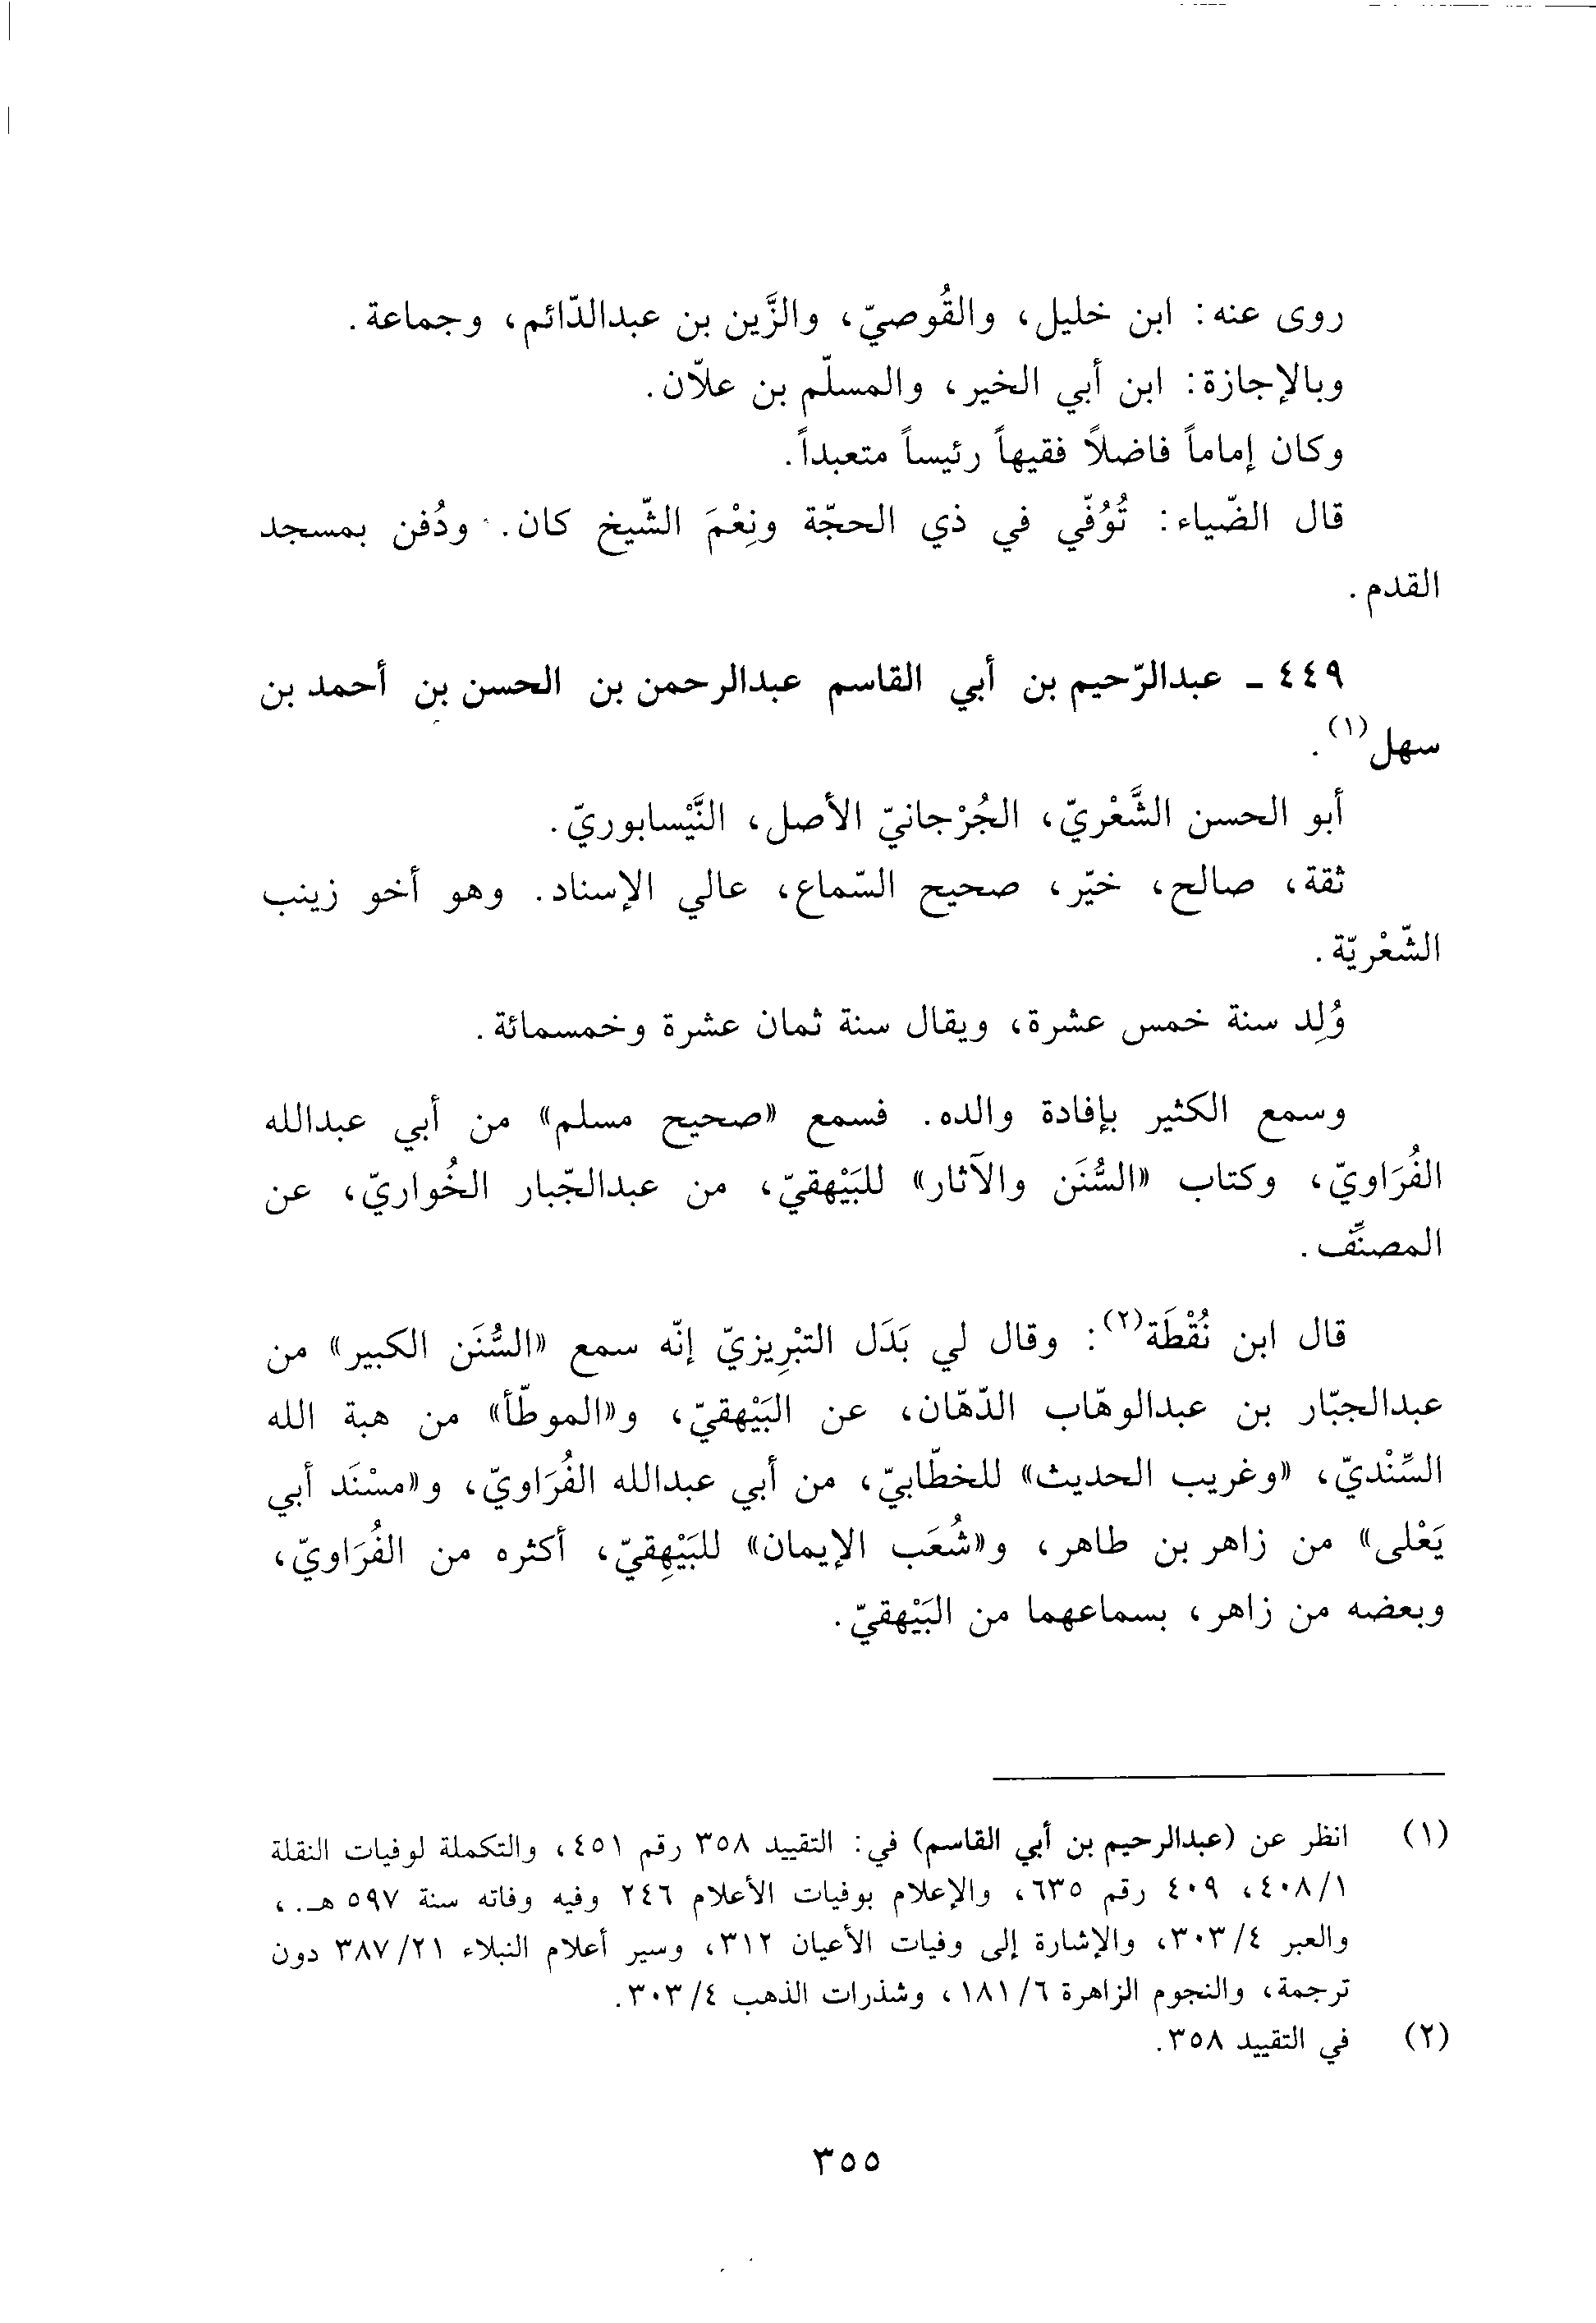 روى عنه: ابن خليل، والقُوصيّ، والزَّين بن عبدالدّائم، وجماعة.
وبالإجازة: ابن أبي الخير، والمسلّم بن علاّن.
وكان إماماً فاضلاً فقيهاً رئيساً متعبداً.
قال الضّياء: تُوُفّي في ذي الحجّة ونِعْمَ الشّيخ كان. ودُفن بمسجد
القدم.
٤٤٩ ـ عبدالرّحيم بن أبي القاسم عبدالرحمن بن الحسن بن أحمد بن
سهل(١).
أبو الحسن الشَّعْريّ، الجُرْجانيّ الأصل، النَّيْسابوريّ.
ثقة، صالح، خيّر، صحيح السّماع، عالي الإسناد. وهو أخو زينب
الشّعْريّة.
وُلِد سنة خمس عشرة، ويقال سنة ثمان عشرة وخمسمائة.
وسمع الكثير بإفادة والده. فسمع «صحيح مسلم» من أبي عبدالله
الفُرَاويّ، وكتاب «السُّنَن والآثار» للبَيْهقيّ، من عبدالجّبار الخُواريّ، عن
المصنِّف.
قال ابن نُقْطَة(٢): وقال لي بَدَل التبْرِيزيّ إنّه سمع «السُّنَن الكبير» من
عبدالجبّار بن عبدالوهّاب الدّهّان، عن البَيْهقيّ، و«الموطّأ» من هبة الله
السِّنْديّ، «وغريب الحديث» للخطّابيّ، من أبي عبدالله الفُرَاويّ، و«مسْنَد أبي
يَعْلى» من زاهر بن طاهر، و«شُعَب الإيمان» للبَيْهِقيّ، أكثره من الفُرَاويّ،
وبعضه من زاهر، بسماعهما من البَيْهقيّ.
(١) انظر عن (عبدالرحيم بن أبي القاسم) في: التقييد ٣٥٨ رقم ٤٥١، والتكملة لوفيات النقلة
٤٠٨/١، ٤٠٩ رقم ٦٣٥، والإعلام بوفيات الأعلام ٢٤٦ وفيه وفاته سنة ٥٩٧ هـ.،
والعبر ٣٠٣/٤، والإشارة إلى وفيات الأعيان ٣١٢، وسير أعلام النبلاء ٣٨٧/٢١ دون
ترجمة، والنجوم الزاهرة ١٨١/٦، وشذرات الذهب ٣٠٣/٤.
(٢) في التقييد ٣٥٨.
٣٥٥